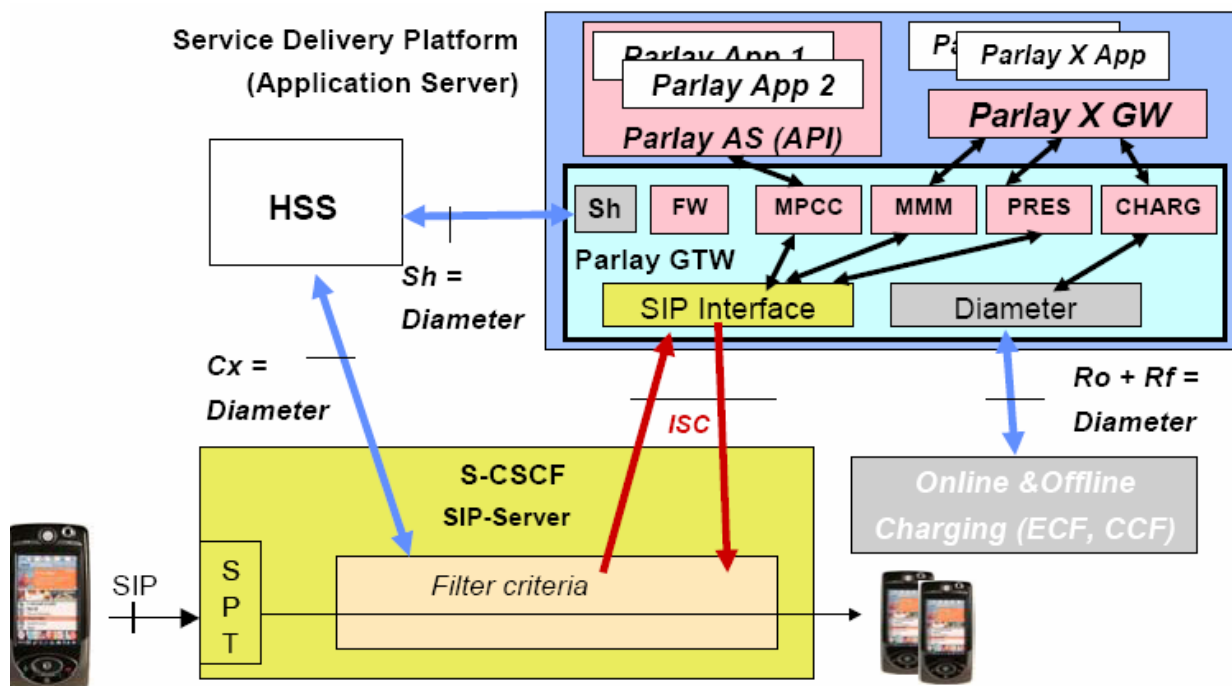 Service Delivery Platform
(Application Server)
Parlay App 1
Parlay App 2
Parlay AS (API)
Pa
Parlay X App
Parlay X GW
HSS
Sh
FW
MPCC
MMM
PRES
CHARG
Parlay GTW
SIP Interface
Diameter
Sh =
Diameter
Cx =
Diameter
ISC
Ro + Rf =
Diameter
S-CSCF
SIP-Server
Online &Offline
Charging (ECF, CCF)
SIP
S
P
T
Filter criteria